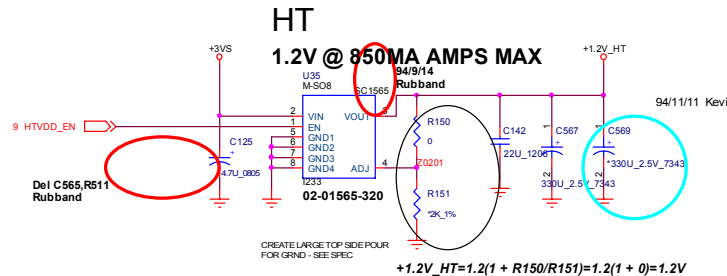 HT
1.2V @ 850MA AMPS MAX
+3VS
+1.2V_HT
U35
M-SO8
SC1565
94/9/14
Rubband
94/11/11 Kevi
9 HTVDD_EN
2 VIN VOUT 3
1 EN
5 GND1
6 GND2
7 GND3
8 GND4 ADJ 4
I233
02-01565-320
C125
4.7U_0805
R150
0
Z0201
R151
*2K_1%
C142
22U_1206
1 C567
2
330U_2.5V_7343
1 C569
*330U_2.5V_7343
2
Del C565,R511
Rubband
CREATE LARGE TOP SIDE POUR
FOR GRND - SEE SPEC
+1.2V_HT=1.2(1 + R150/R151)=1.2(1 + 0)=1.2V